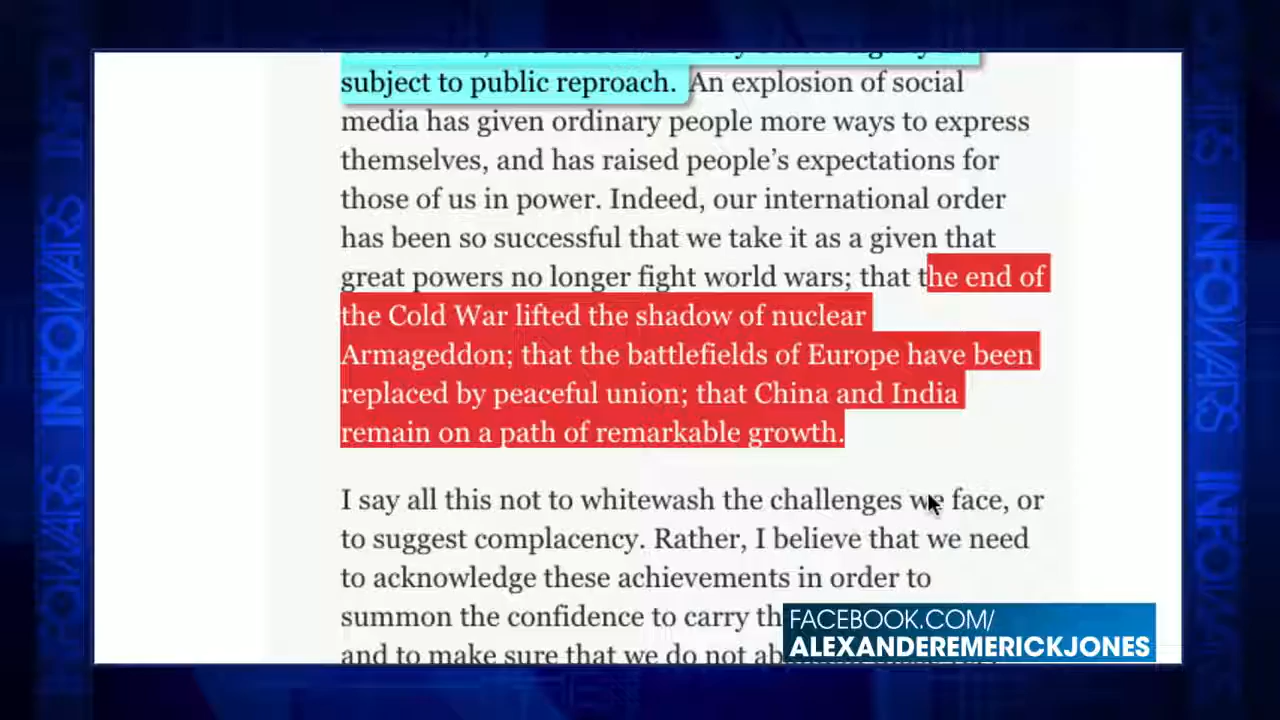 subject to public reproach. An explosion of social
media has given ordinary people more ways to express
themselves, and has raised people’s expectations for
those of us in power. Indeed, our international order
has been so successful that we take it as a given that
great powers no longer fight world wars; that the end of
the Cold War lifted the shadow of nuclear
Armageddon; that the battlefields of Europe have been
replaced by peaceful union; that China and India
remain on a path of remarkable growth.
I say all this not to whitewash the challenges we face, or
to suggest complacency. Rather, I believe that we need
to acknowledge these achievements in order to
summon the confidence to carry
and to make sure that we do not
FACEBOOK.COM/
ALEXANDEREMERICKJONES
INFOWARS
INFOWARS